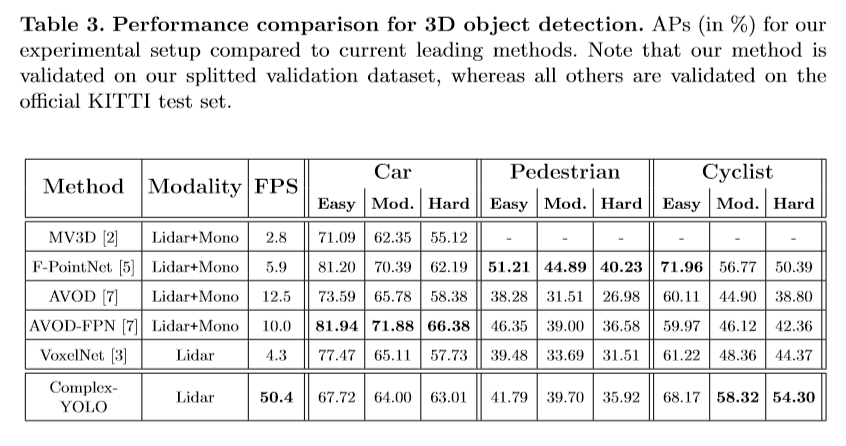 Table 3. Performance comparison for 3D object detection. APs (in %) for our
experimental setup compared to current leading methods. Note that our method is
validated on our splitted validation dataset, whereas all others are validated on the
official KITTI test set.
Method Modality FPS Car Pedestrian Cyclist
Easy Mod. Hard Easy Mod. Hard Easy Mod. Hard
MV3D [2] Lidar+Mono 2.8 71.09 62.35 55.12 - - - - - -
F-PointNet [5] Lidar+Mono 5.9 81.20 70.39 62.19 51.21 44.89 40.23 71.96 56.77 50.39
AVOD [7] Lidar+Mono 12.5 73.59 65.78 58.38 38.28 31.51 26.98 60.11 44.90 38.80
AVOD-FPN [7] Lidar+Mono 10.0 81.94 71.88 66.38 46.35 39.00 36.58 59.97 46.12 42.36
VoxelNet [3] Lidar 4.3 77.47 65.11 57.73 39.48 33.69 31.51 61.22 48.36 44.37
Complex-
YOLO Lidar 50.4 67.72 64.00 63.01 41.79 39.70 35.92 68.17 58.32 54.30